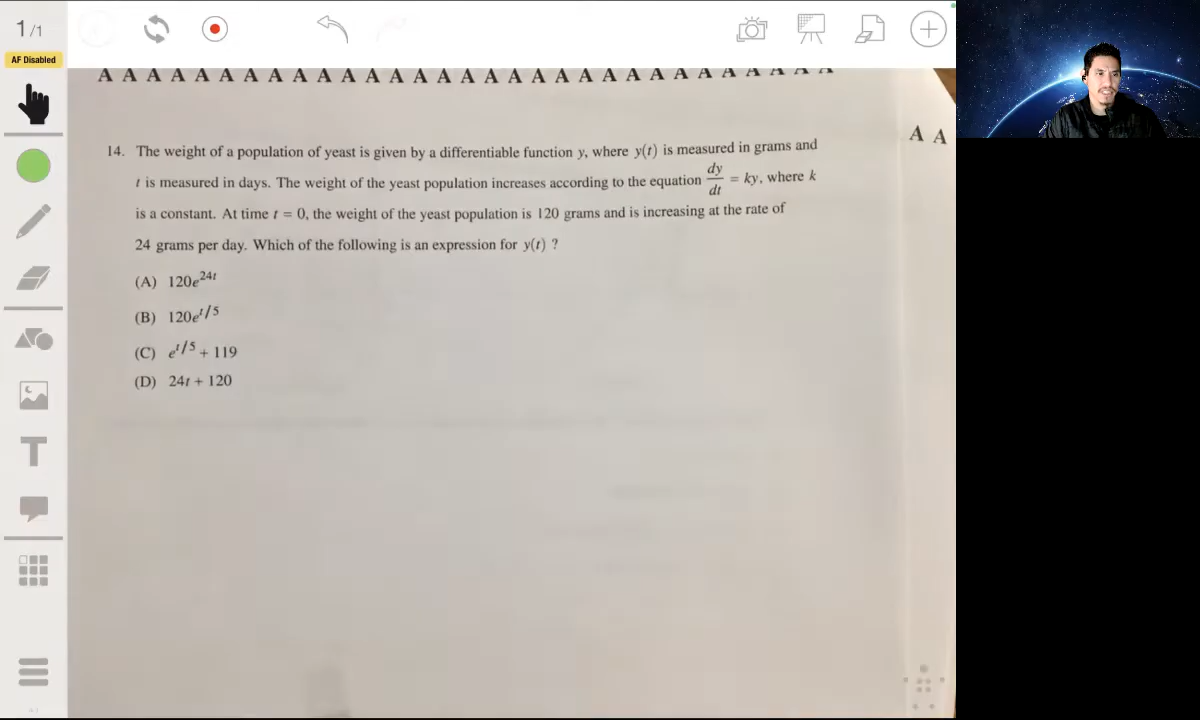 1/1
AF Disabled
A A A A A A A A A A A A A A A A A A A A A A A A A A A A A A A
A A
14. The weight of a population of yeast is given by a differentiable function y, where y(t) is measured in grams and
t is measured in days. The weight of the yeast population increases according to the equation dy/dt = ky, where k
is a constant. At time t = 0, the weight of the yeast population is 120 grams and is increasing at the rate of
24 grams per day. Which of the following is an expression for y(t) ?
(A) 120e^{24t}
(B) 120e^{t/5}
(C) e^{t/5} + 119
(D) 24t + 120
T